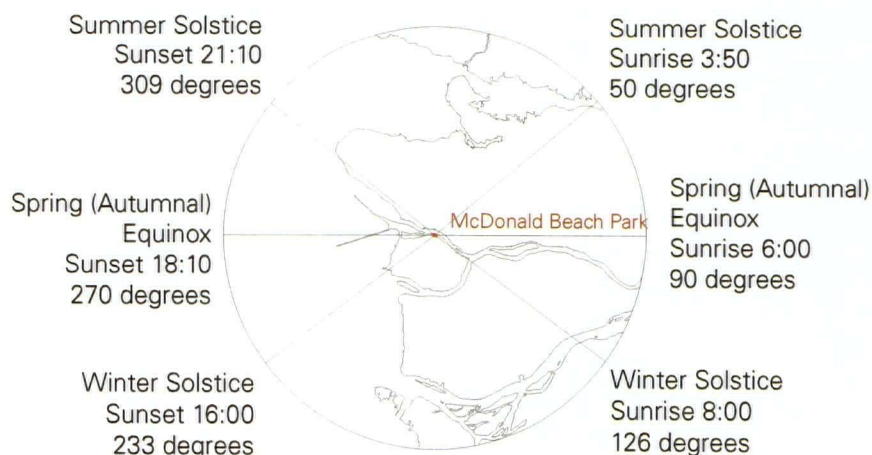 Summer Solstice
Sunset 21:10
309 degrees
Summer Solstice
Sunrise 3:50
50 degrees
Spring (Autumnal)
Equinox
Sunset 18:10
270 degrees
McDonald Beach Park
Spring (Autumnal)
Equinox
Sunrise 6:00
90 degrees
Winter Solstice
Sunset 16:00
233 degrees
Winter Solstice
Sunrise 8:00
126 degrees